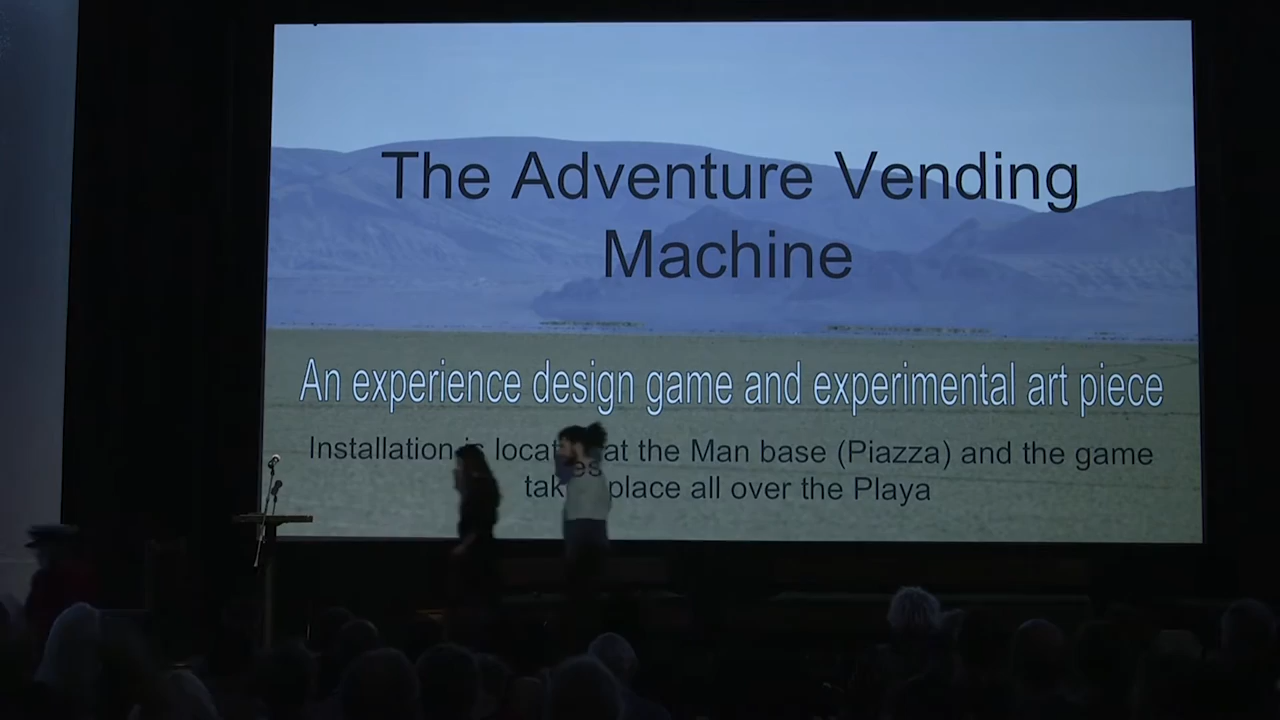 The Adventure Vending
Machine
An experience design game and experimental art piece
Installation at the Man base (Piazza) and the game
place all over the Playa